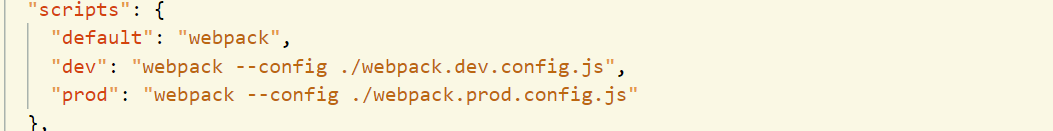 "scripts": {
"default": "webpack",
"dev": "webpack --config ./webpack.dev.config.js",
"prod": "webpack --config ./webpack.prod.config.js"
},